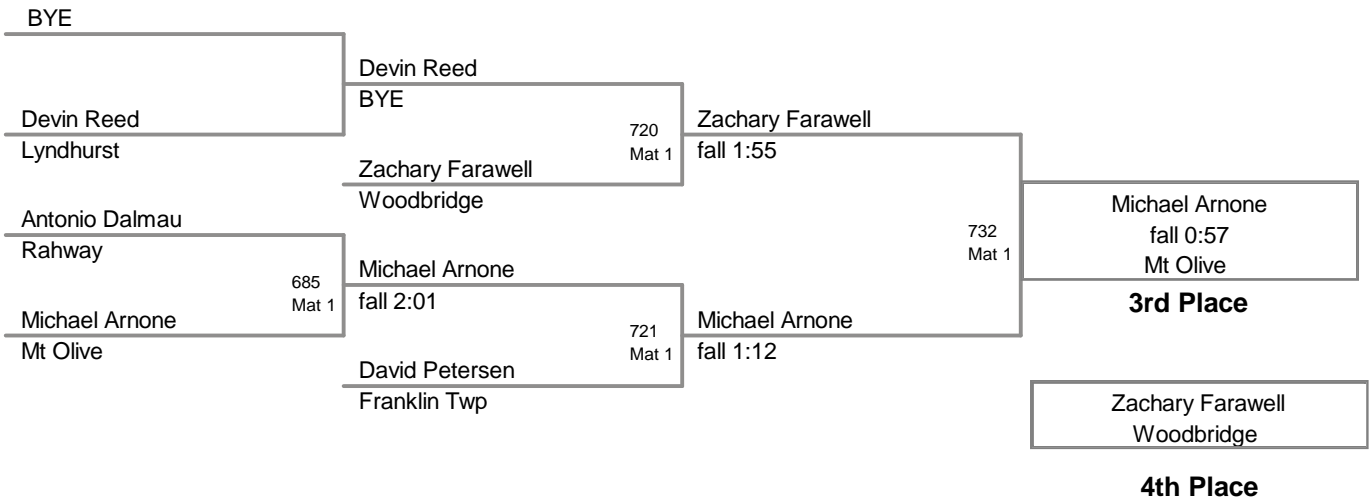 BYE
Devin Reed
BYE
Devin Reed
Lyndhurst
720
Mat 1
Zachary Farawell
fall 1:55
Zachary Farawell
Woodbridge
Antonio Dalmau
Rahway
685
Mat 1
Michael Arnone
fall 2:01
Michael Arnone
Mt Olive
721
Mat 1
Michael Arnone
fall 1:12
David Petersen
Franklin Twp
732
Mat 1
Michael Arnone
fall 0:57
Mt Olive
3rd Place
Zachary Farawell
Woodbridge
4th Place